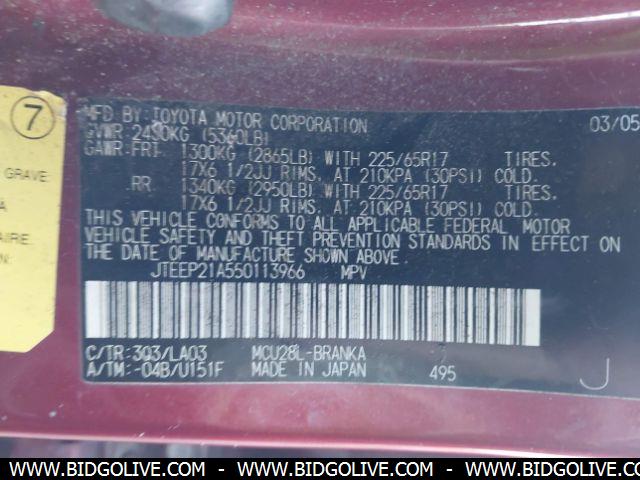 7
GRAVE.
A
AIRE.
MFD. BY: TOYOTA MOTOR CORPORATION 03/05
GVWR 2430KG (5360LB)
GAWR-FRT 1300KG (2865LB) WITH 225/65R17 TIRES,
17X6 1/2JJ RIMS, AT 210KPA (30PSI) COLD.
RR 1340KG (2950LB) WITH 225/65R17 TIRES,
17X6 1/2JJ RIMS, AT 210KPA (30PSI) COLD.
THIS VEHICLE CONFORMS TO ALL APPLICABLE FEDERAL MOTOR
VEHICLE SAFETY AND THEFT PREVENTION STANDARDS IN EFFECT ON
THE DATE OF MANUFACTURE SHOWN ABOVE.
JTEEP21A550113966 MPV
C/TR: 3Q3/LA03 MCU28L-BRANKA
A/TM: -04B/U151F MADE IN JAPAN 495 J
WWW.BIDGOLIVE.COM - WWW.BIDGOLIVE.COM - WWW.BIDGOLIVE.COM